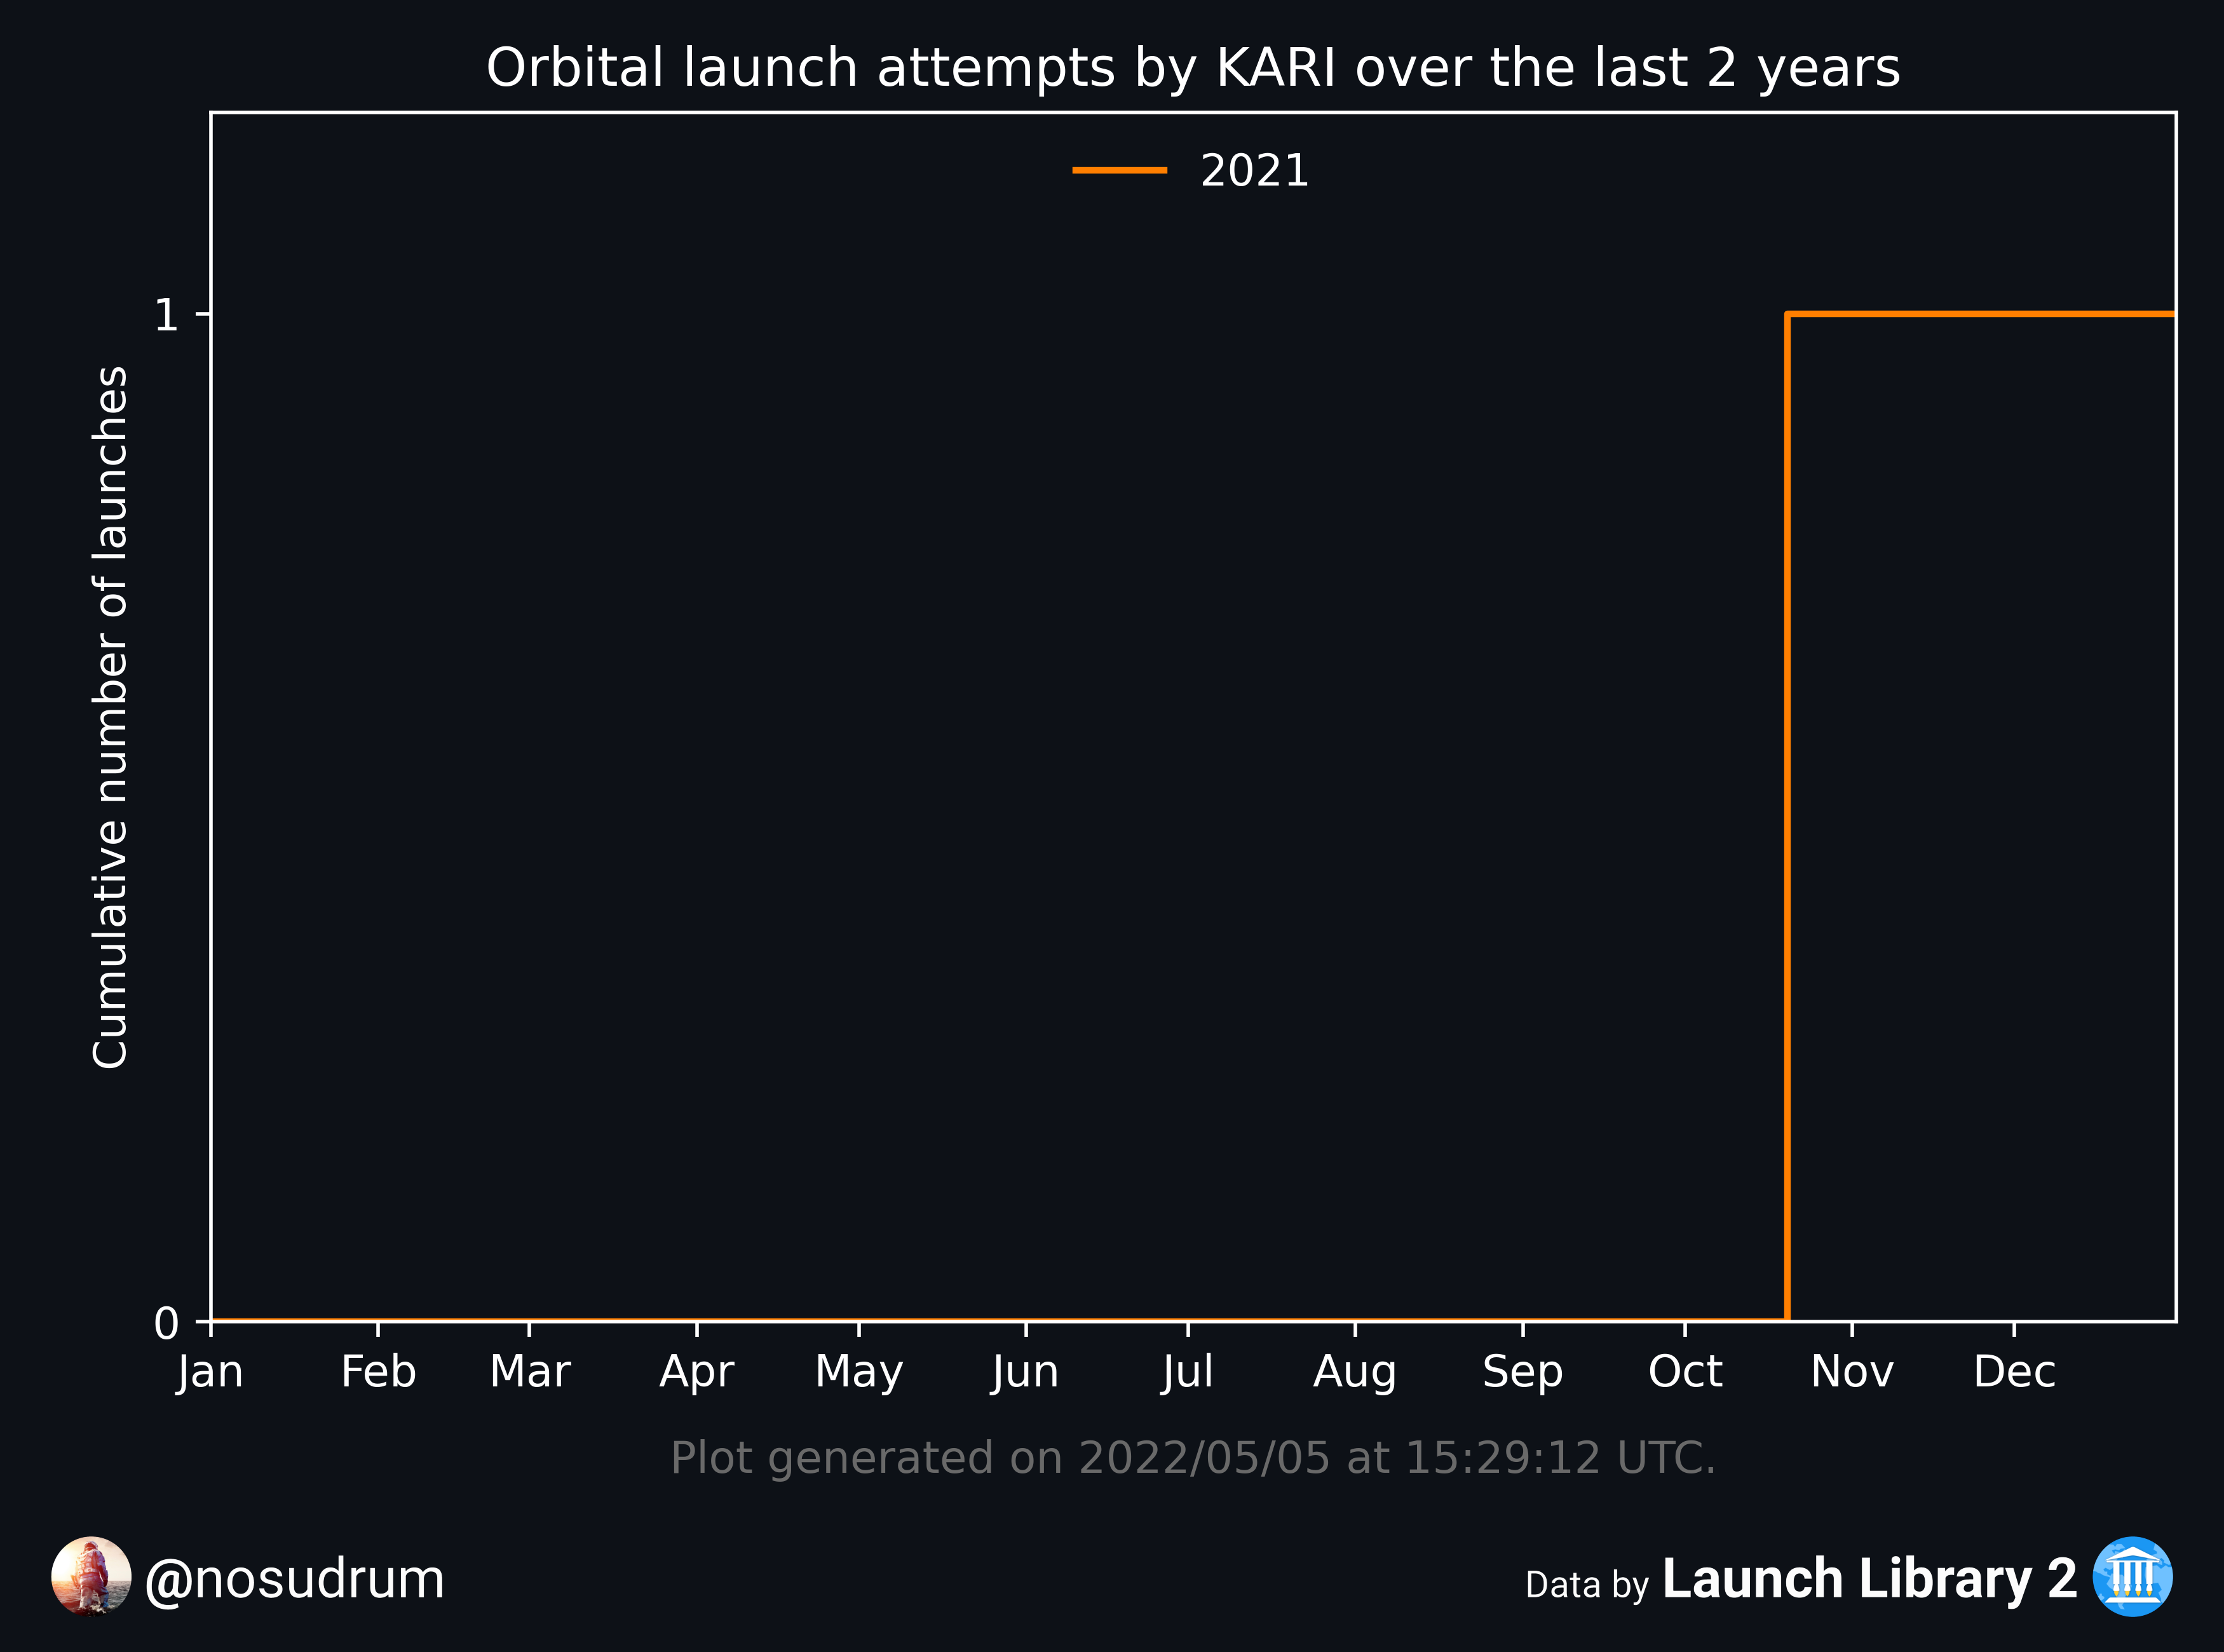 Orbital launch attempts by KARI over the last 2 years
2021
Cumulative number of launches
1
0
Jan Feb Mar Apr May Jun Jul Aug Sep Oct Nov Dec
Plot generated on 2022/05/05 at 15:29:12 UTC.
@nosudrum
Data by Launch Library 2